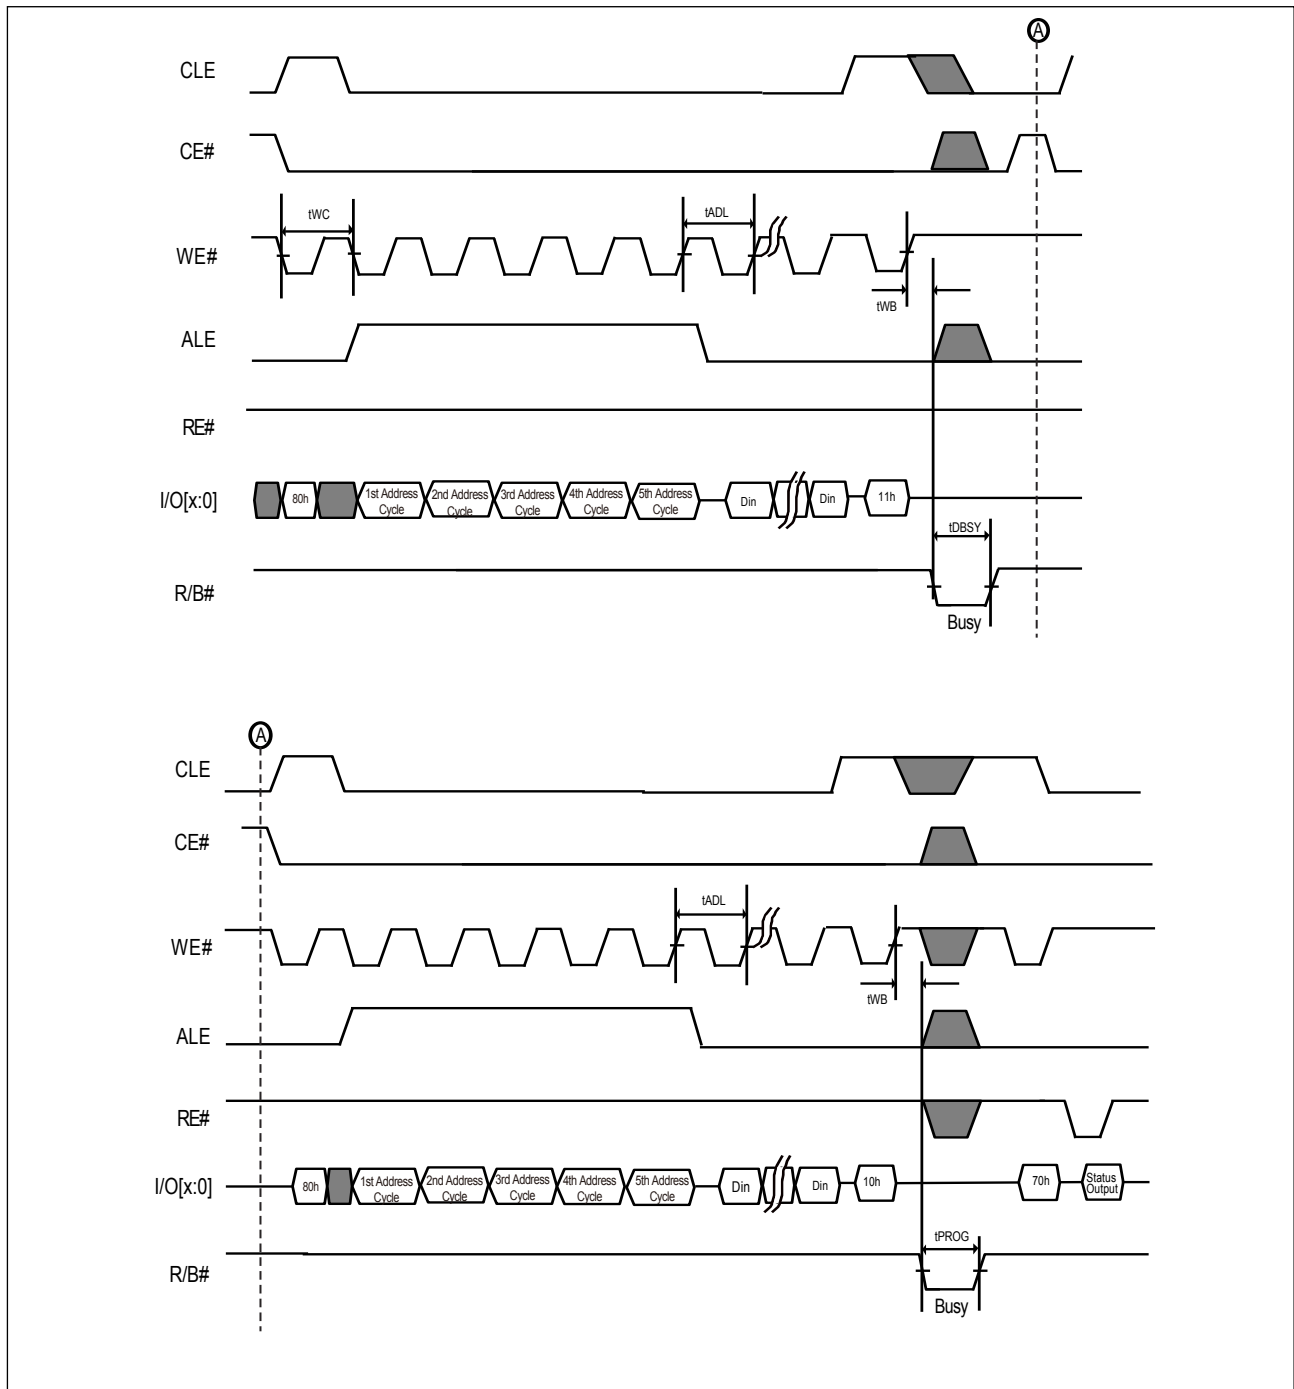 A
CLE
CE#
tWC
tADL
WE#
tWB
ALE
RE#
I/O[x:0]
80h
1st Address
Cycle
2nd Address
Cycle
3rd Address
Cycle
4th Address
Cycle
5th Address
Cycle
Din
Din
11h
tDBSY
R/B#
Busy
A
CLE
CE#
tADL
WE#
tWB
ALE
RE#
I/O[x:0]
80h
1st Address
Cycle
2nd Address
Cycle
3rd Address
Cycle
4th Address
Cycle
5th Address
Cycle
Din
Din
10h
70h
Status
Output
tPROG
R/B#
Busy